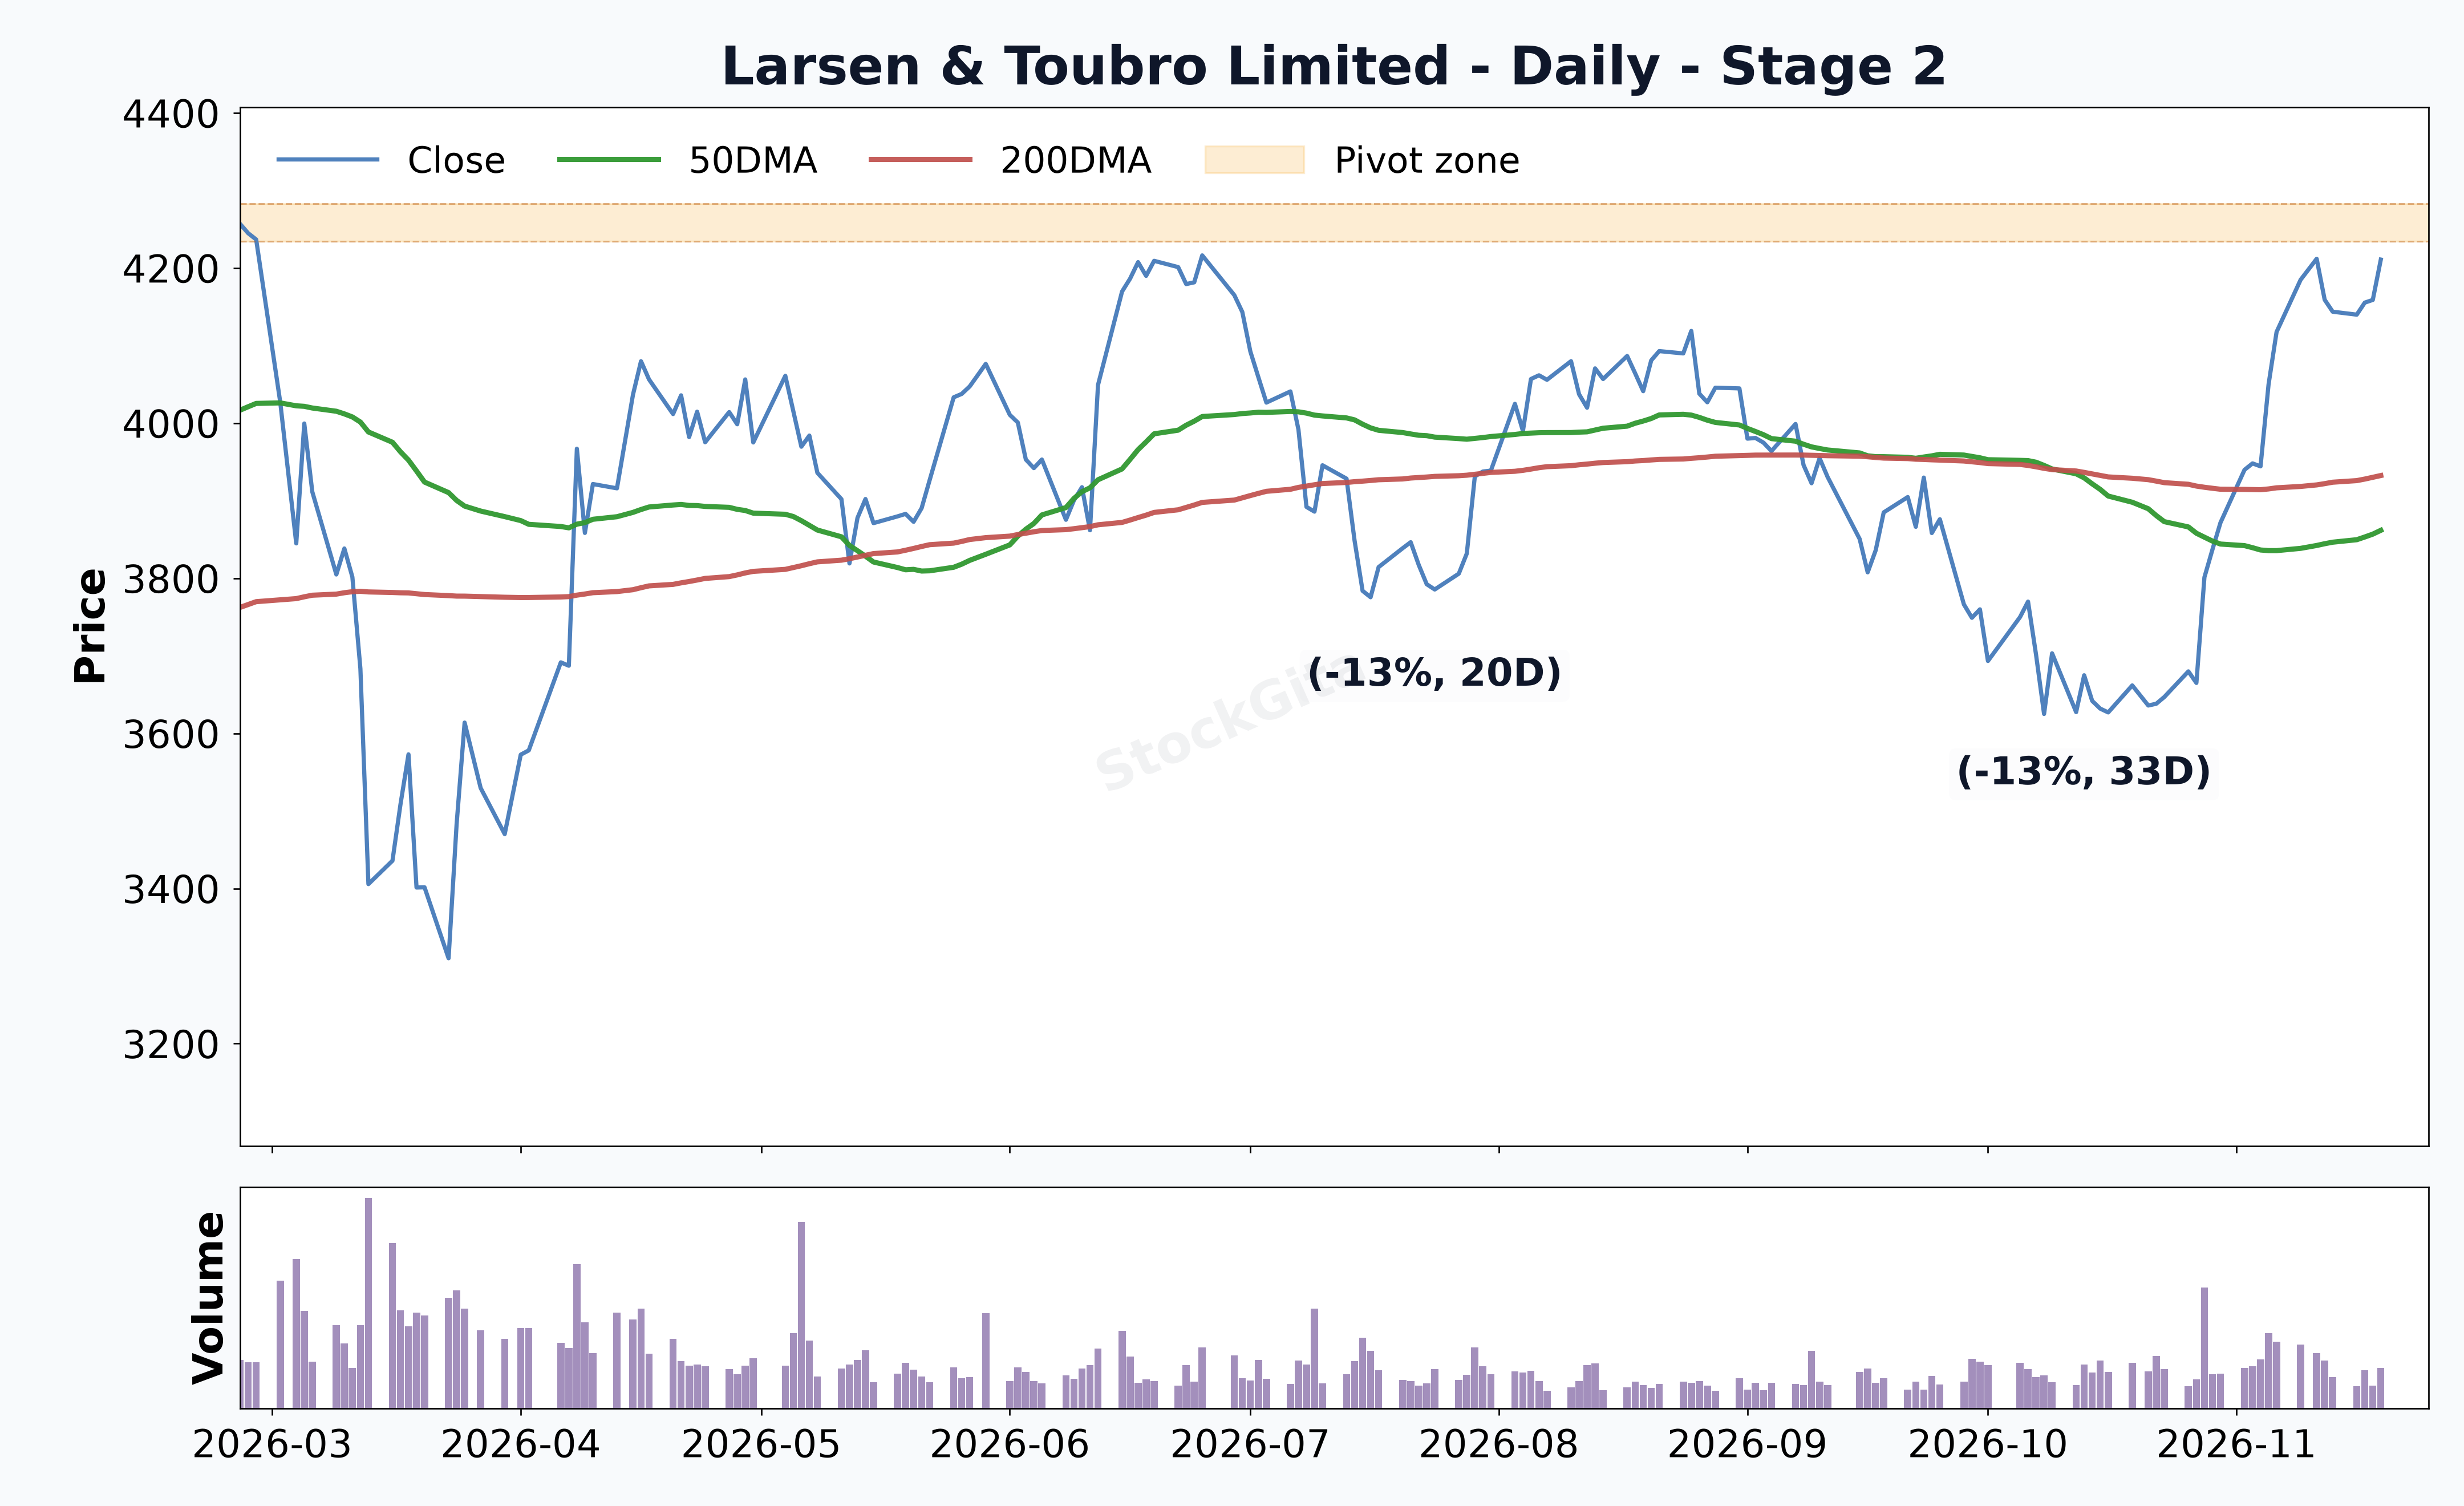 Larsen & Toubro Limited - Daily - Stage 2
Close 50DMA 200DMA Pivot zone
4400
4200
4000
3800
3600
3400
3200
Price
(-13%, 20D)
(-13%, 33D)
Volume
2026-03 2026-04 2026-05 2026-06 2026-07 2026-08 2026-09 2026-10 2026-11